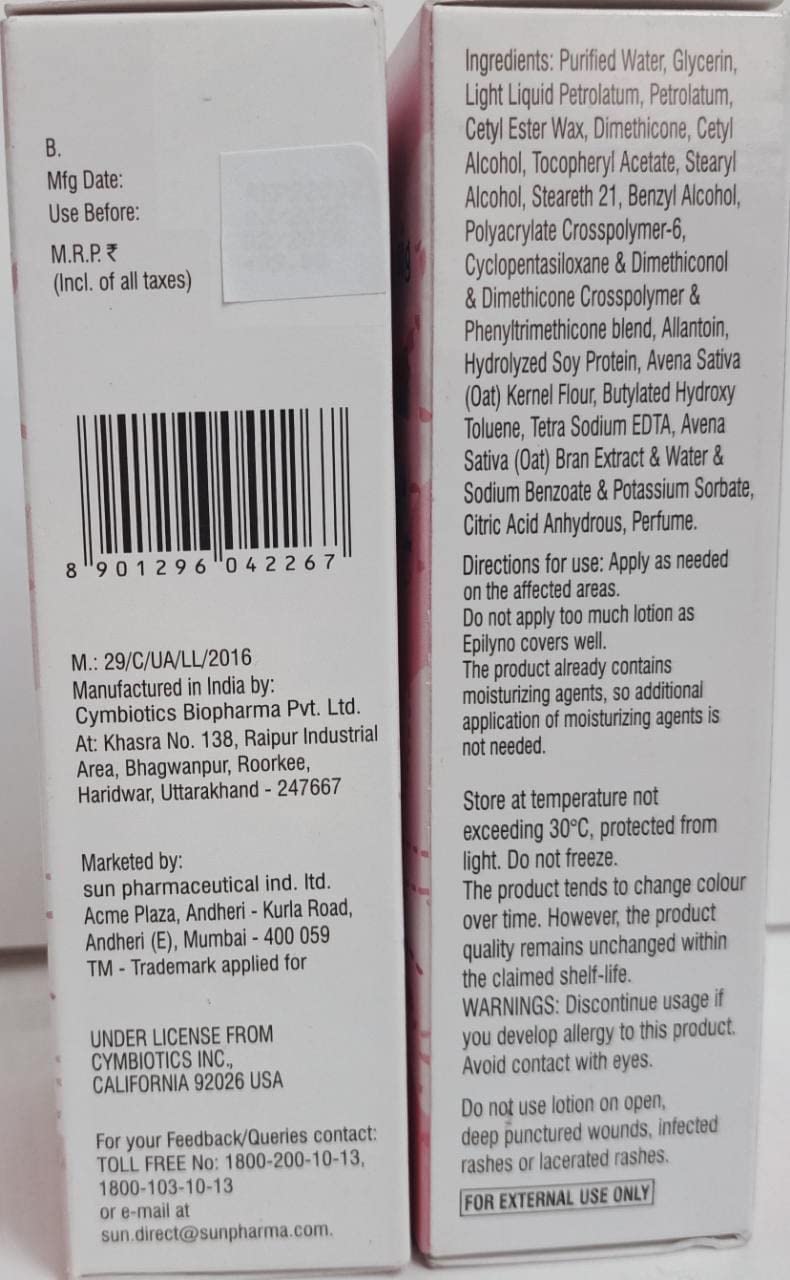 B.
Mfg Date:
Use Before:
M.R.P. ₹
(Incl. of all taxes)
8 901296 042267
M.: 29/C/UA/LL/2016
Manufactured in India by:
Cymbiotics Biopharma Pvt. Ltd.
At: Khasra No. 138, Raipur Industrial
Area, Bhagwanpur, Roorkee,
Haridwar, Uttarakhand - 247667
Marketed by:
sun pharmaceutical ind. ltd.
Acme Plaza, Andheri - Kurla Road,
Andheri (E), Mumbai - 400 059
TM - Trademark applied for
UNDER LICENSE FROM
CYMBIOTICS INC.,
CALIFORNIA 92026 USA
For your Feedback/Queries contact:
TOLL FREE No: 1800-200-10-13,
1800-103-10-13
or e-mail at
sun.direct@sunpharma.com.
Ingredients: Purified Water, Glycerin,
Light Liquid Petrolatum, Petrolatum,
Cetyl Ester Wax, Dimethicone, Cetyl
Alcohol, Tocopheryl Acetate, Stearyl
Alcohol, Steareth 21, Benzyl Alcohol,
Polyacrylate Crosspolymer-6,
Cyclopentasiloxane & Dimethiconol
& Dimethicone Crosspolymer &
Phenyltrimethicone blend, Allantoin,
Hydrolyzed Soy Protein, Avena Sativa
(Oat) Kernel Flour, Butylated Hydroxy
Toluene, Tetra Sodium EDTA, Avena
Sativa (Oat) Bran Extract & Water &
Sodium Benzoate & Potassium Sorbate,
Citric Acid Anhydrous, Perfume.
Directions for use: Apply as needed
on the affected areas.
Do not apply too much lotion as
Epilyno covers well.
The product already contains
moisturizing agents, so additional
application of moisturizing agents is
not needed.
Store at temperature not
exceeding 30°C, protected from
light. Do not freeze.
The product tends to change colour
over time. However, the product
quality remains unchanged within
the claimed shelf-life.
WARNINGS: Discontinue usage if
you develop allergy to this product.
Avoid contact with eyes.
Do not use lotion on open,
deep punctured wounds, infected
rashes or lacerated rashes.
FOR EXTERNAL USE ONLY